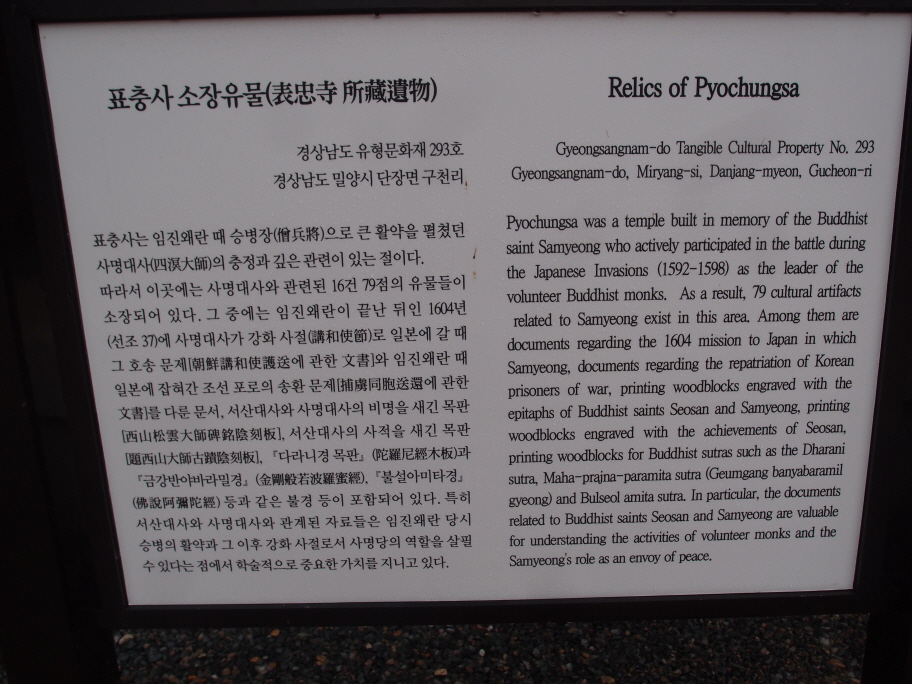 표충사 소장유물(表忠寺 所藏遺物)
경상남도 유형문화재 293호
경상남도 밀양시 단장면 구천리
표충사는 임진왜란 때 승병장(僧兵將)으로 큰 활약을 펼쳤던
사명대사(四溟大師)의 충정과 깊은 관련이 있는 절이다.
따라서 이곳에는 사명대사와 관련된 16건 79점의 유물들이
소장되어 있다. 그 중에는 임진왜란이 끝난 뒤인 1604년
(선조 37)에 사명대사가 강화 사절(講和使節)로 일본에 갈 때
그 호송 문제[朝鮮講和使護送에 관한 文書]와 임진왜란 때
일본에 잡혀간 조선 포로의 송환 문제[捕虜同胞送還에 관한
文書]를 다룬 문서, 서산대사와 사명대사의 비명을 새긴 목판
[西山松雲大師碑銘陰刻板], 서산대사의 사적을 새긴 목판
[題西山大師古蹟陰刻板], 『다라니경 목판』(陀羅尼經木板)과
『금강반야바라밀경』(金剛般若波羅蜜經), 『불설아미타경』
(佛說阿彌陀經) 등과 같은 불경 등이 포함되어 있다. 특히
서산대사와 사명대사와 관계된 자료들은 임진왜란 당시
승병의 활약과 그 이후 강화 사절로서 사명당의 역할을 살필
수 있다는 점에서 학술적으로 중요한 가치를 지니고 있다.
Relics of Pyochungsa
Gyeongsangnam-do Tangible Cultural Property No. 293
Gyeongsangnam-do, Miryang-si, Danjang-myeon, Gucheon-ri
Pyochungsa was a temple built in memory of the Buddhist
saint Samyeong who actively participated in the battle during
the Japanese Invasions (1592-1598) as the leader of the
volunteer Buddhist monks. As a result, 79 cultural artifacts
related to Samyeong exist in this area. Among them are
documents regarding the 1604 mission to Japan in which
Samyeong, documents regarding the repatriation of Korean
prisoners of war, printing woodblocks engraved with the
epitaphs of Buddhist saints Seosan and Samyeong, printing
woodblocks engraved with the achievements of Seosan,
printing woodblocks for Buddhist sutras such as the Dharani
sutra, Maha-prajna-paramita sutra (Geumgang banyabaramil
gyeong) and Bulseol amita sutra. In particular, the documents
related to Buddhist saints Seosan and Samyeong are valuable
for understanding the activities of volunteer monks and the
Samyeong's role as an envoy of peace.